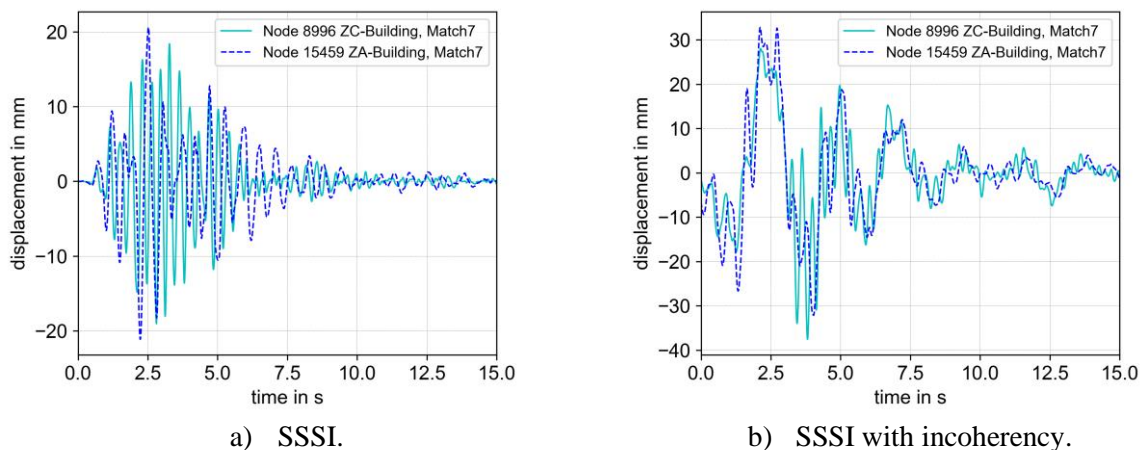 20
10
0
−10
−20
displacement in mm
Node 8996 ZC-Building, Match7
Node 15459 ZA-Building, Match7
0.0 2.5 5.0 7.5 10.0 12.5 15.0
time in s
a) SSSI.
30
20
10
0
−10
−20
−30
−40
displacement in mm
Node 8996 ZC-Building, Match7
Node 15459 ZA-Building, Match7
0.0 2.5 5.0 7.5 10.0 12.5 15.0
time in s
b) SSSI with incoherency.